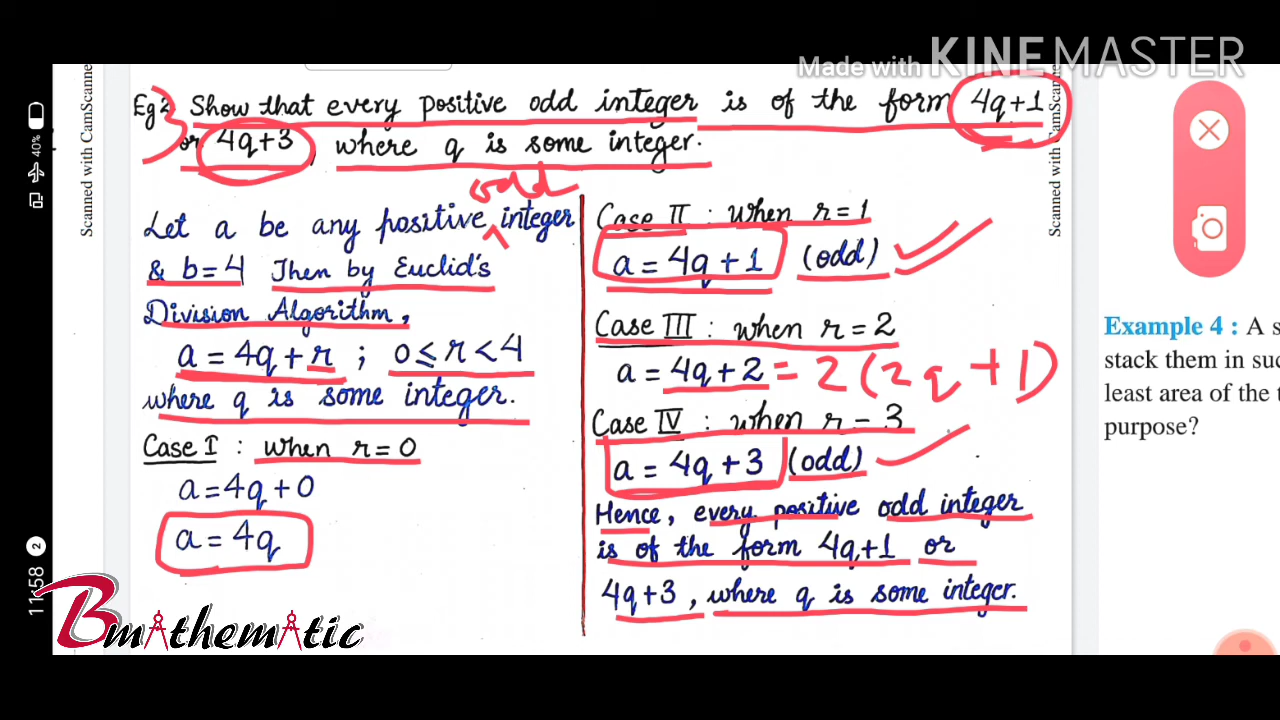 Made with KINEMASTER
Scanned with CamScanne
Scanned with CamScanne
40%
11:58
2
Eg 3 Show that every positive odd integer is of the form 4q+1
or 4q+3, where q is some integer.
odd
Let a be any positive ^ integer
& b=4 Then by Euclid's
Division Algorithm,
a = 4q + r ; 0 ≤ r < 4
where q is some integer.
Case I : when r = 0
a = 4q + 0
a = 4q
Case II : when r = 1
a = 4q + 1 (odd)
Case III : when r = 2
a = 4q + 2 = 2 (2q + 1)
Case IV : when r = 3
a = 4q + 3 (odd)
Hence, every positive odd integer
is of the form 4q+1 or
4q+3, where q is some integer.
Example 4 : A s
stack them in suc
least area of the t
purpose?
Bmathematic